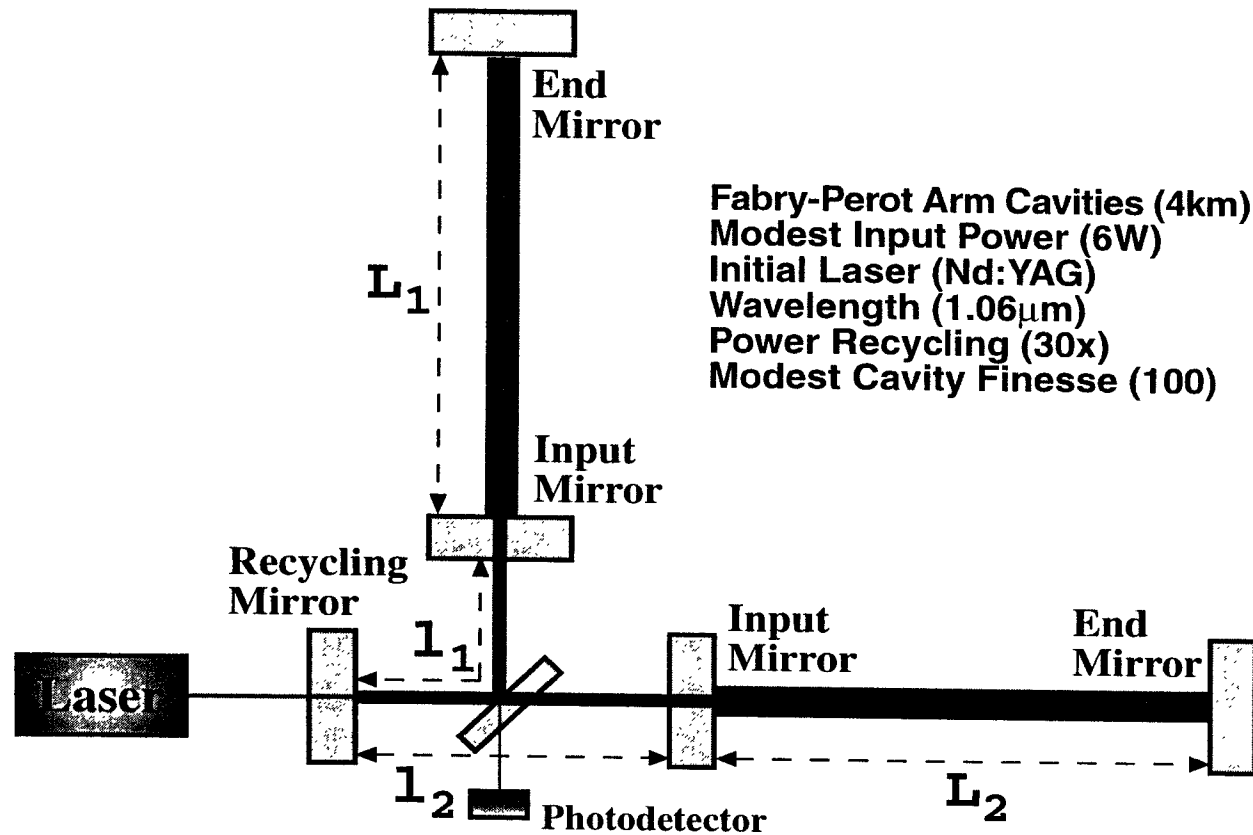 End
Mirror
Fabry-Perot Arm Cavities (4km)
Modest Input Power (6W)
Initial Laser (Nd:YAG)
Wavelength (1.06μm)
Power Recycling (30x)
Modest Cavity Finesse (100)
L1
Input
Mirror
Recycling
Mirror
l1
Input
Mirror
End
Mirror
Laser
l2
L2
Photodetector